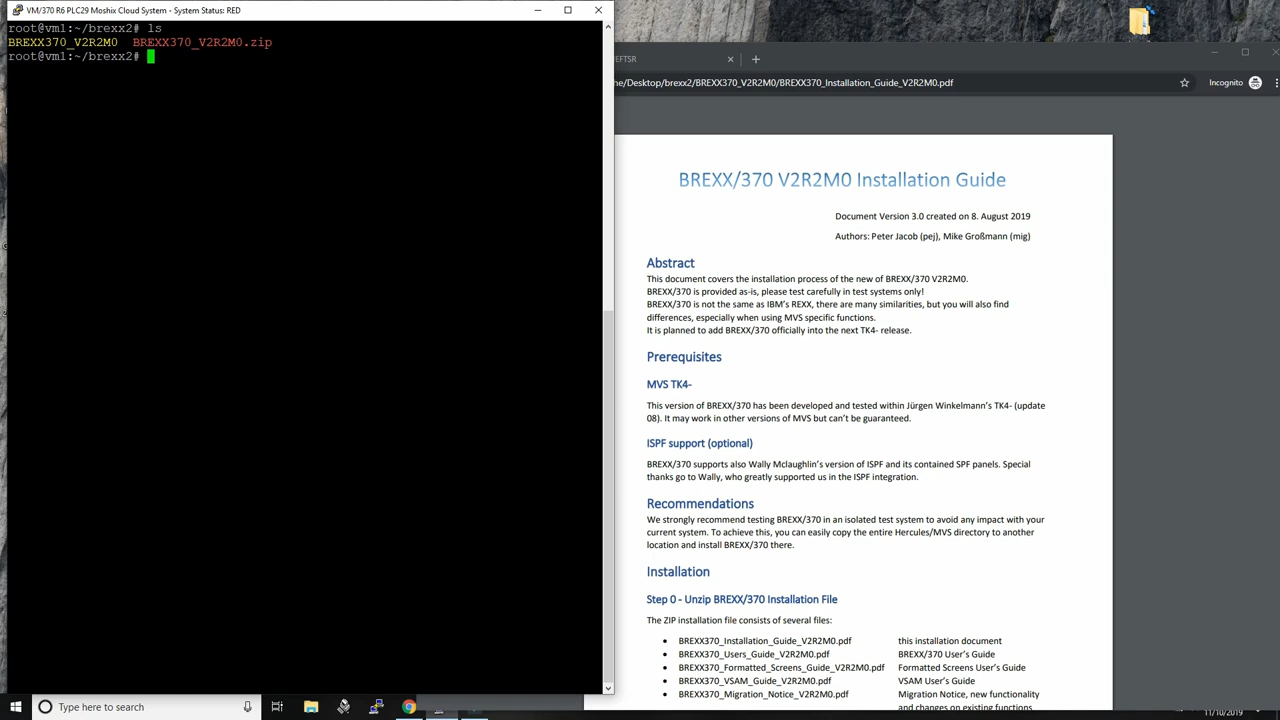 VM/370 R6 PLC29 Moshix Cloud System - System Status: RED
root@vm1:~/brexx2# ls
BREXX370_V2R2M0  BREXX370_V2R2M0.zip
root@vm1:~/brexx2#
EFTSR
ne/Desktop/brexx2/BREXX370_V2R2M0/BREXX370_Installation_Guide_V2R2M0.pdf
Incognito
BREXX/370 V2R2M0 Installation Guide
Document Version 3.0 created on 8. August 2019
Authors: Peter Jacob (pej), Mike Großmann (mig)
Abstract
This document covers the installation process of the new of BREXX/370 V2R2M0.
BREXX/370 is provided as-is, please test carefully in test systems only!
BREXX/370 is not the same as IBM's REXX, there are many similarities, but you will also find
differences, especially when using MVS specific functions.
It is planned to add BREXX/370 officially into the next TK4- release.
Prerequisites
MVS TK4-
This version of BREXX/370 has been developed and tested within Jürgen Winkelmann's TK4- (update
08). It may work in other versions of MVS but can't be guaranteed.
ISPF support (optional)
BREXX/370 supports also Wally Mclaughlin's version of ISPF and its contained SPF panels. Special
thanks go to Wally, who greatly supported us in the ISPF integration.
Recommendations
We strongly recommend testing BREXX/370 in an isolated test system to avoid any impact with your
current system. To achieve this, you can easily copy the entire Hercules/MVS directory to another
location and install BREXX/370 there.
Installation
Step 0 - Unzip BREXX/370 Installation File
The ZIP installation file consists of several files:
• BREXX370_Installation_Guide_V2R2M0.pdf this installation document
• BREXX370_Users_Guide_V2R2M0.pdf BREXX/370 User's Guide
• BREXX370_Formatted_Screens_Guide_V2R2M0.pdf Formatted Screens User's Guide
• BREXX370_VSAM_Guide_V2R2M0.pdf VSAM User's Guide
• BREXX370_Migration_Notice_V2R2M0.pdf Migration Notice, new functionality
and changes on existing functions
Type here to search
11/10/2019